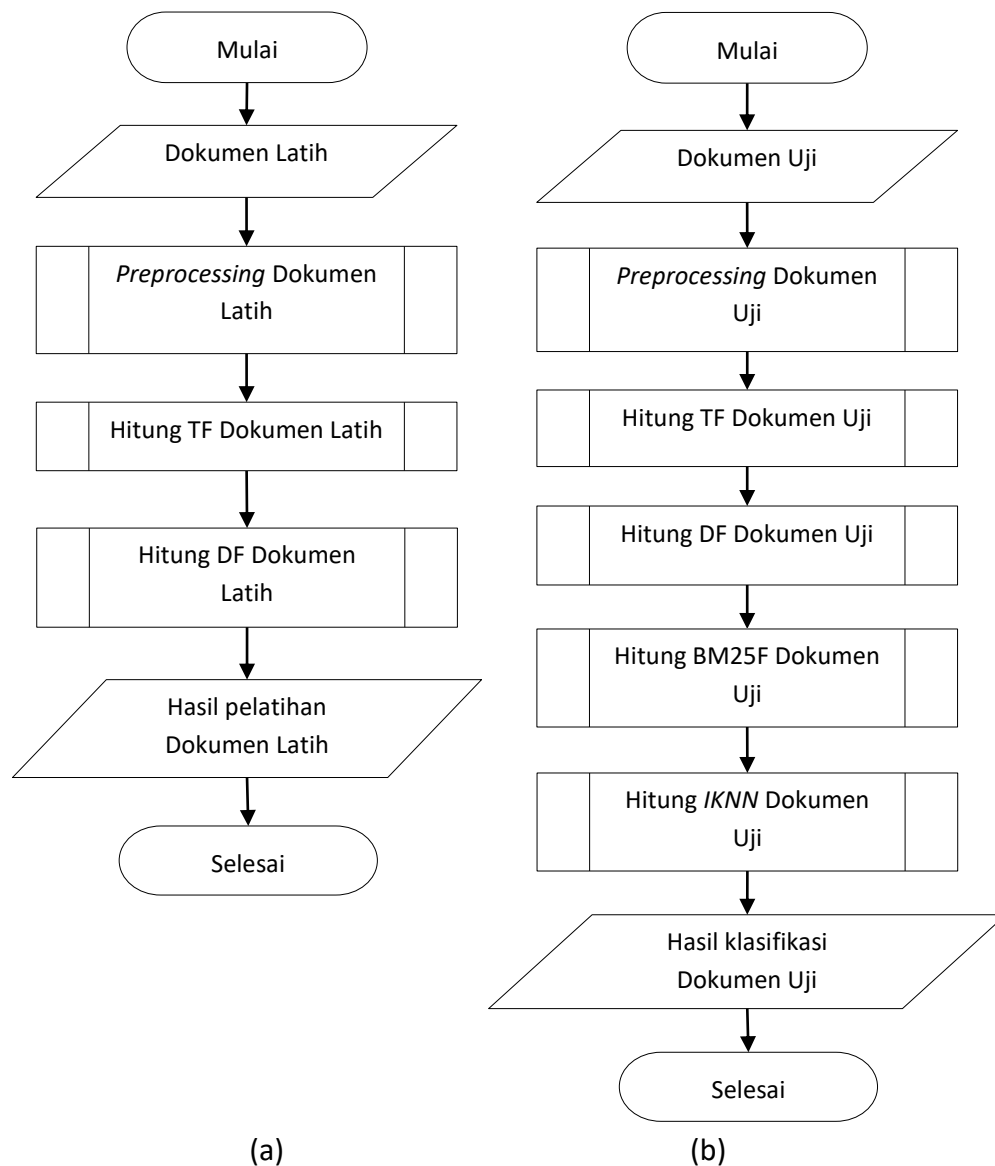 Mulai
Dokumen Latih
Preprocessing Dokumen
Latih
Hitung TF Dokumen Latih
Hitung DF Dokumen
Latih
Hasil pelatihan
Dokumen Latih
Selesai
(a)
Mulai
Dokumen Uji
Preprocessing Dokumen
Uji
Hitung TF Dokumen Uji
Hitung DF Dokumen Uji
Hitung BM25F Dokumen
Uji
Hitung IKNN Dokumen
Uji
Hasil klasifikasi
Dokumen Uji
Selesai
(b)